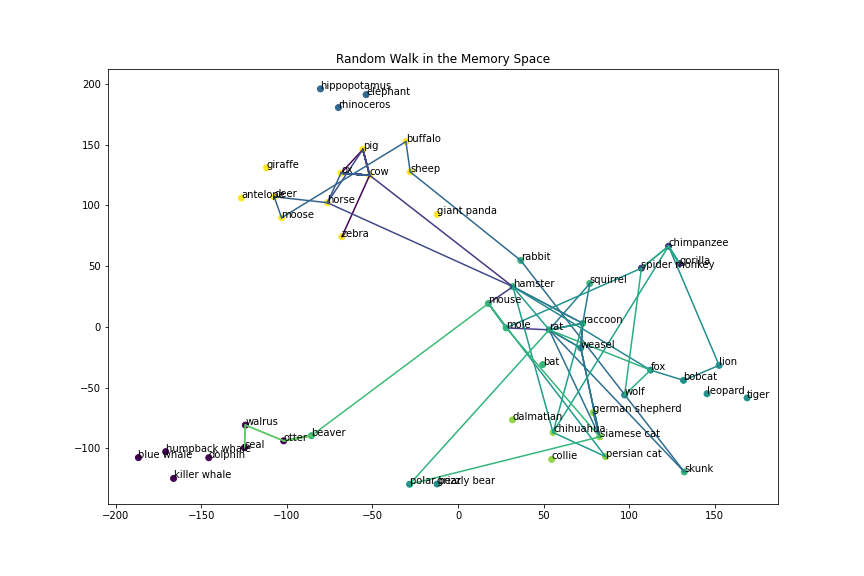 Random Walk in the Memory Space
200
hippopotamus
elephant
rhinoceros
150
buffalo
pig
giraffe
ox
cow
sheep
100
antelope
deer
horse
moose
giant panda
zebra
chimpanzee
50
rabbit
gorilla
spider monkey
hamster
squirrel
mouse
0
mole
rat
raccoon
weasel
bat
fox
lion
bobcat
−50
wolf
leopard
tiger
german shepherd
dalmatian
walrus
otter
beaver
chihuahua
siamese cat
−100
seal
humpback whale
blue whale
dolphin
collie
persian cat
killer whale
skunk
polar bear
grizzly bear
−200
−150
−100
−50
0
50
100
150